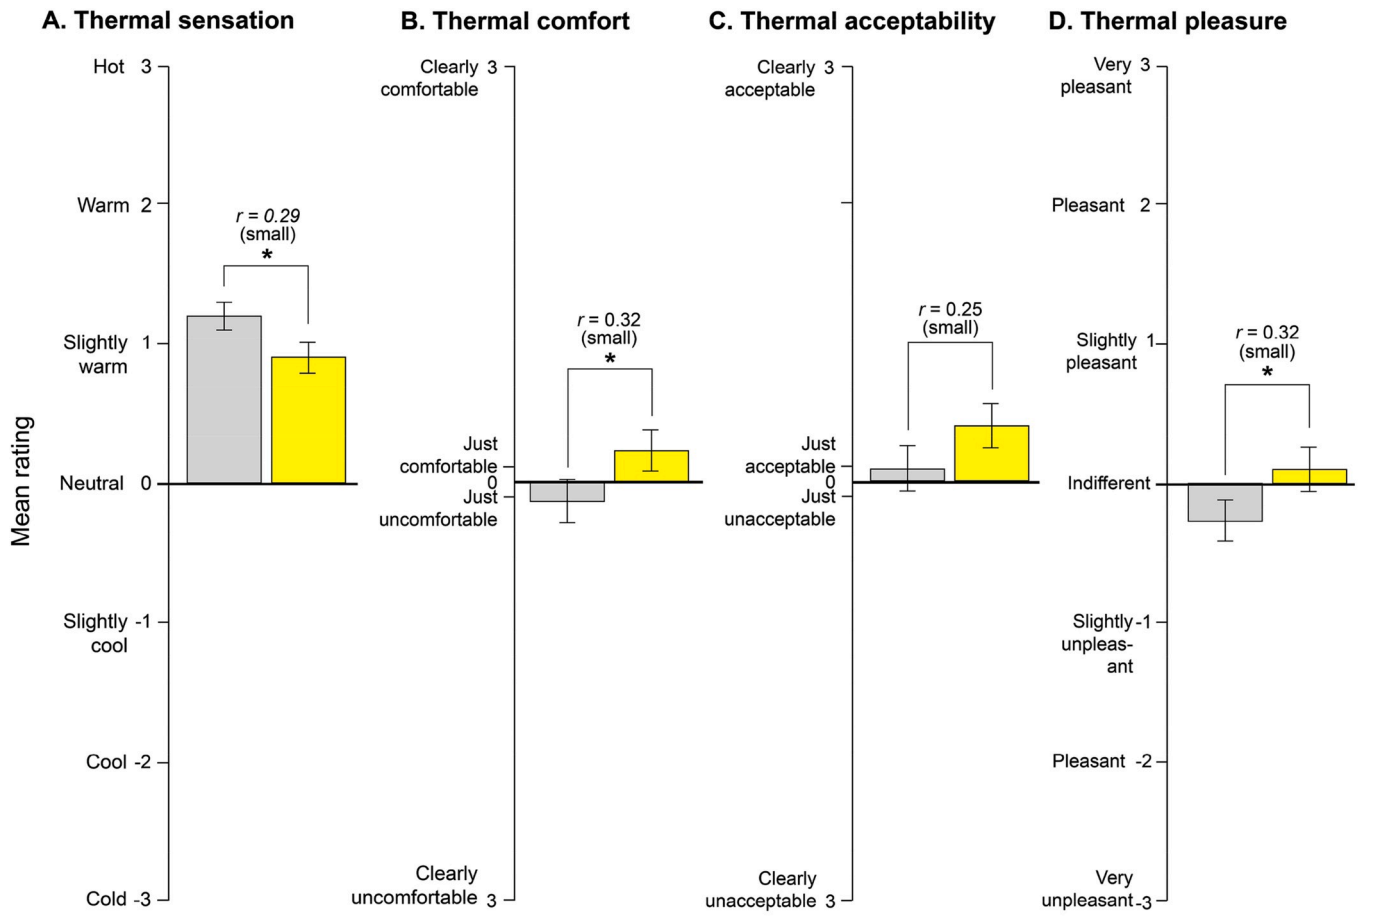 A. Thermal sensation
Hot 3
Warm 2
r = 0.29
(small)
*
Slightly 1
warm
Mean rating
Neutral 0
Slightly -1
cool
Cool -2
Cold -3
B. Thermal comfort
Clearly 3
comfortable
r = 0.32
(small)
*
Just
comfortable
0
Just
uncomfortable
Clearly
uncomfortable 3
C. Thermal acceptability
Clearly 3
acceptable
r = 0.25
(small)
Just
acceptable
0
Just
unacceptable
Clearly
unacceptable 3
D. Thermal pleasure
Very 3
pleasant
Pleasant 2
Slightly 1
pleasant
r = 0.32
(small)
*
Indifferent
Slightly -1
unpleas-
ant
Pleasant -2
Very
unpleasant -3